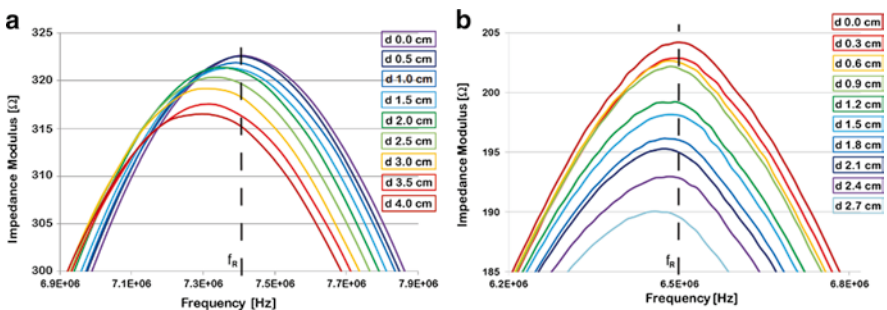 a
325
320
315
310
305
300
Impedance Modulus [Ω]
6.9E+06
7.1E+06
7.3E+06
7.5E+06
7.7E+06
7.9E+06
Frequency [Hz]
fR
d 0.0 cm
d 0.5 cm
d 1.0 cm
d 1.5 cm
d 2.0 cm
d 2.5 cm
d 3.0 cm
d 3.5 cm
d 4.0 cm
b
205
200
195
190
185
Impedance Modulus [Ω]
6.2E+06
6.5E+06
6.8E+06
Frequency [Hz]
fR
d 0.0 cm
d 0.3 cm
d 0.6 cm
d 0.9 cm
d 1.2 cm
d 1.5 cm
d 1.8 cm
d 2.1 cm
d 2.4 cm
d 2.7 cm